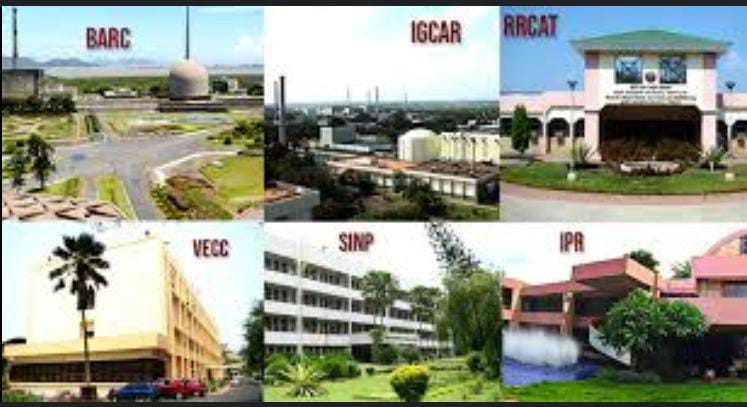 BARC
IGCAR
RRCAT
VECC
SINP
IPR